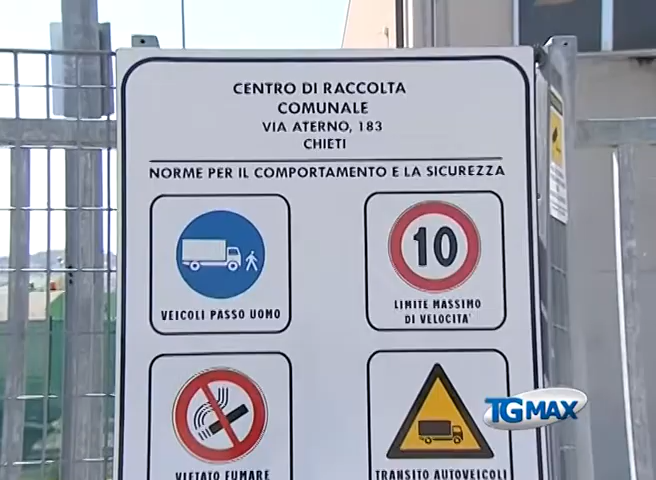 CENTRO DI RACCOLTA
COMUNALE
VIA ATERNO, 183
CHIETI
NORME PER IL COMPORTAMENTO E LA SICUREZZA
VEICOLI PASSO UOMO
10
LIMITE MASSIMO
DI VELOCITA'
VIETATO FUMARE
TRANSITO AUTOVEICOLI
TGMAX